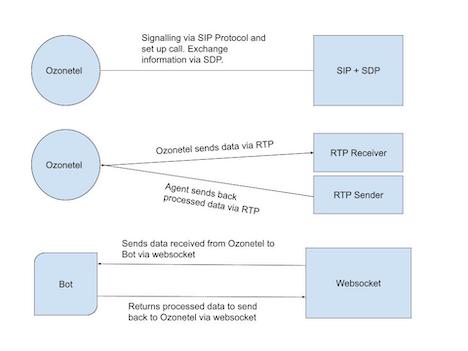 Signalling via SIP Protocol and
set up call. Exchange
information via SDP.
Ozonetel
SIP + SDP
Ozonetel sends data via RTP
Ozonetel
RTP Receiver
Agent sends back
processed data via RTP
RTP Sender
Sends data received from Ozonetel to
Bot via websocket
Bot
Websocket
Returns processed data to send
back to Ozonetel via websocket